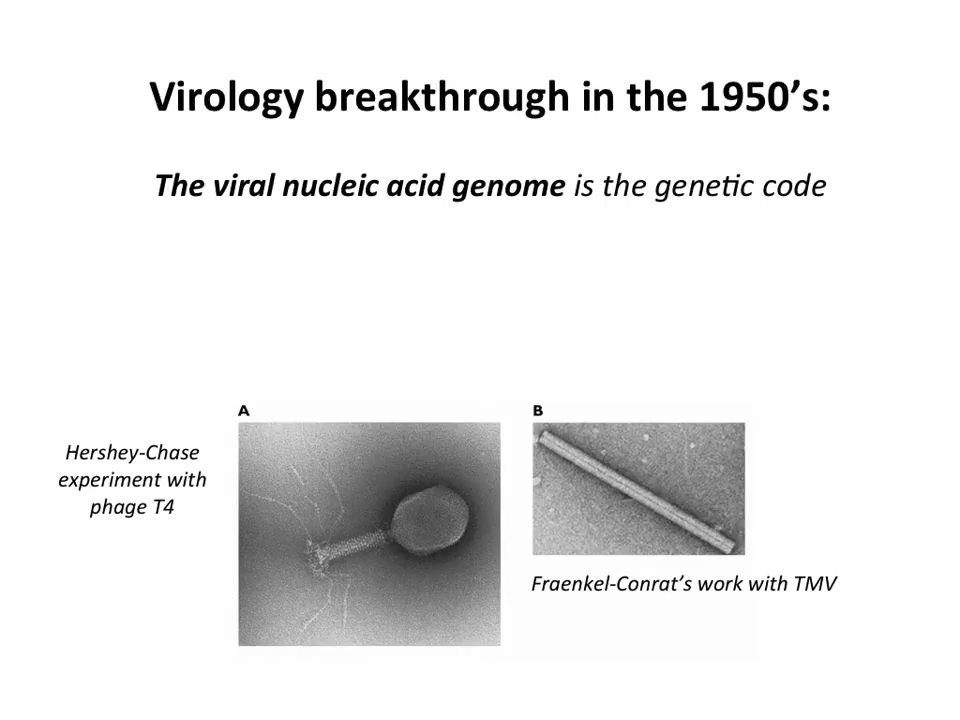 Virology breakthrough in the 1950’s:
The viral nucleic acid genome is the genetic code
A
B
Hershey-Chase
experiment with
phage T4
Fraenkel-Conrat’s work with TMV